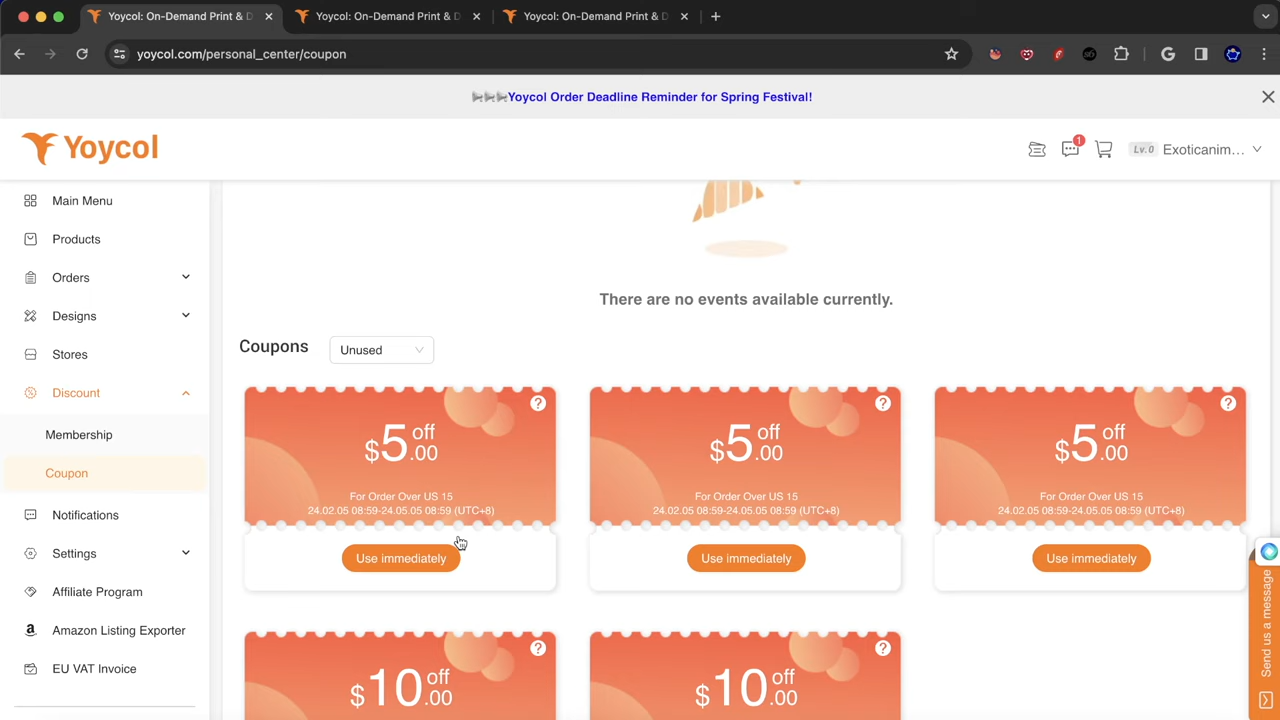 Yoycol: On-Demand Print & D
Yoycol: On-Demand Print & D
Yoycol: On-Demand Print & D
yoycol.com/personal_center/coupon
Yoycol Order Deadline Reminder for Spring Festival!
Yoycol
1
Lv.0 Exoticanim...
Main Menu
Products
Orders
Designs
Stores
Discount
Membership
Coupon
Notifications
Settings
Affiliate Program
Amazon Listing Exporter
EU VAT Invoice
There are no events available currently.
Coupons
Unused
$5.00 off
For Order Over US 15
24.02.05 08:59-24.05.05 08:59 (UTC+8)
Use immediately
$5.00 off
For Order Over US 15
24.02.05 08:59-24.05.05 08:59 (UTC+8)
Use immediately
$5.00 off
For Order Over US 15
24.02.05 08:59-24.05.05 08:59 (UTC+8)
Use immediately
$10.00 off
$10.00 off
Send us a message